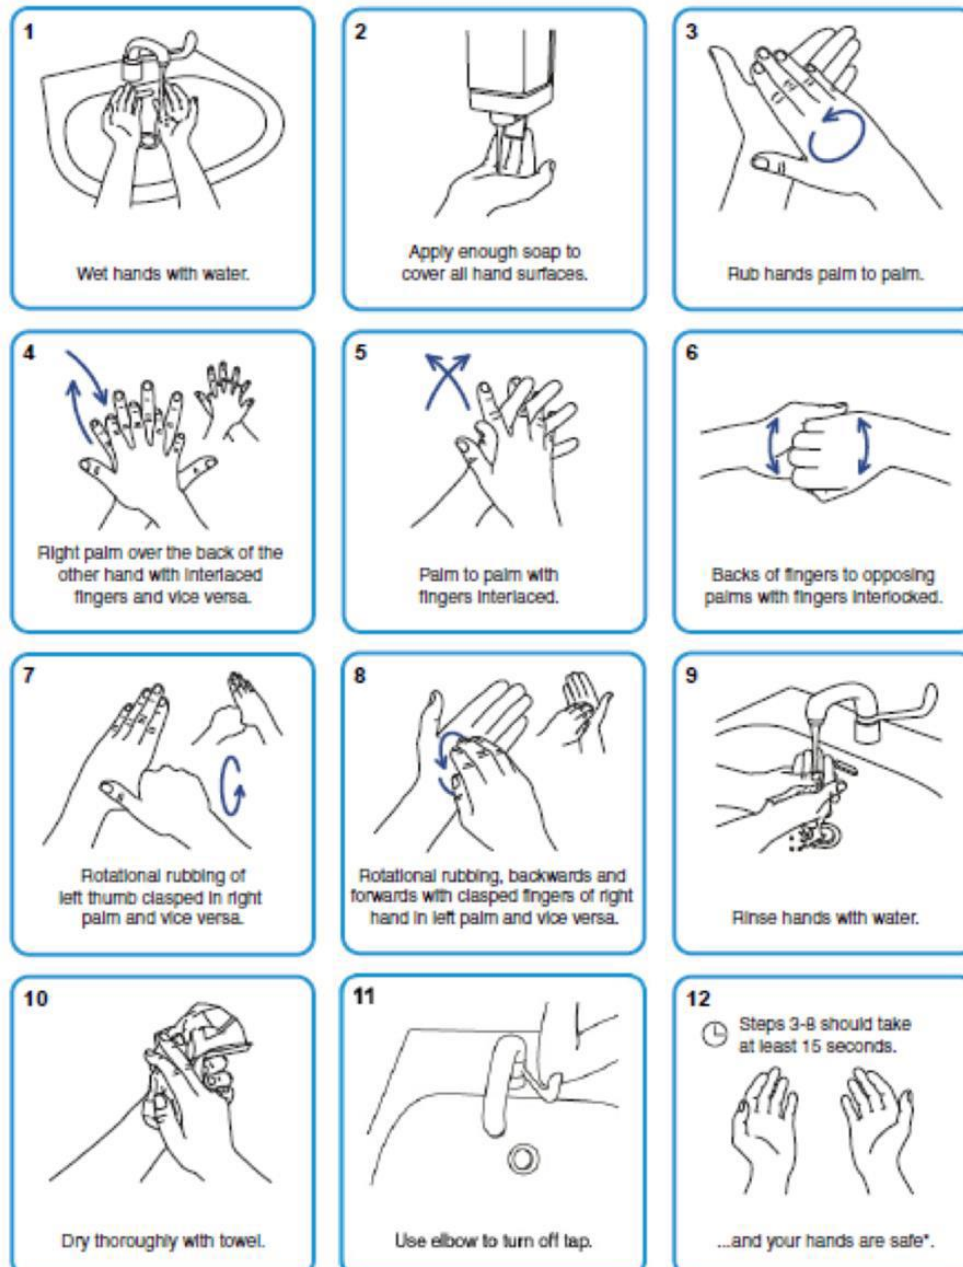 1
Wet hands with water.
2
Apply enough soap to
cover all hand surfaces.
3
Rub hands palm to palm.
4
Right palm over the back of the
other hand with interlaced
fingers and vice versa.
5
Palm to palm with
fingers interlaced.
6
Backs of fingers to opposing
palms with fingers interlocked.
7
Rotational rubbing of
left thumb clasped in right
palm and vice versa.
8
Rotational rubbing, backwards and
forwards with clasped fingers of right
hand in left palm and vice versa.
9
Rinse hands with water.
10
Dry thoroughly with towel.
11
Use elbow to turn off tap.
12
Steps 3-8 should take
at least 15 seconds.
...and your hands are safe*.